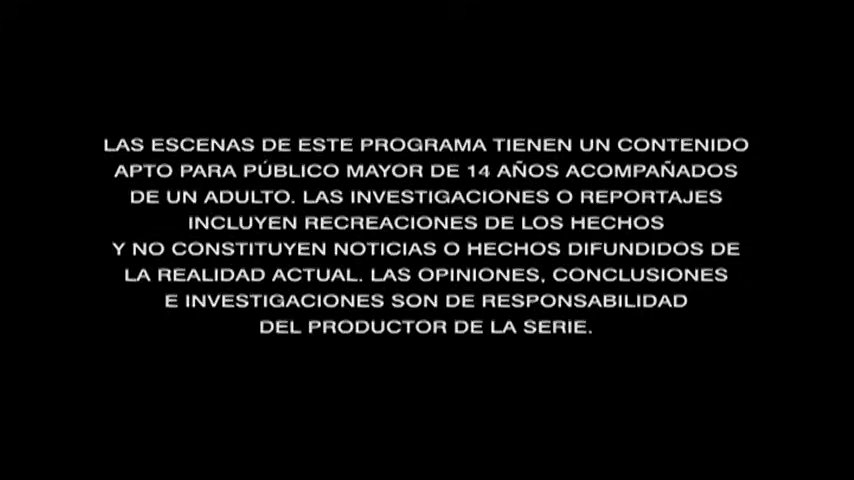 LAS ESCENAS DE ESTE PROGRAMA TIENEN UN CONTENIDO
APTO PARA PÚBLICO MAYOR DE 14 AÑOS ACOMPAÑADOS
DE UN ADULTO. LAS INVESTIGACIONES O REPORTAJES
INCLUYEN RECREACIONES DE LOS HECHOS
Y NO CONSTITUYEN NOTICIAS O HECHOS DIFUNDIDOS DE
LA REALIDAD ACTUAL. LAS OPINIONES, CONCLUSIONES
E INVESTIGACIONES SON DE RESPONSABILIDAD
DEL PRODUCTOR DE LA SERIE.